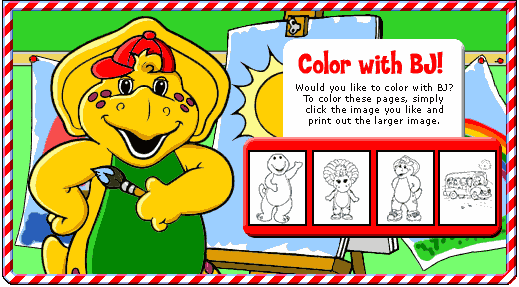 Color with BJ!
Would you like to color with BJ?
To color these pages, simply
click the image you like and
print out the larger image.